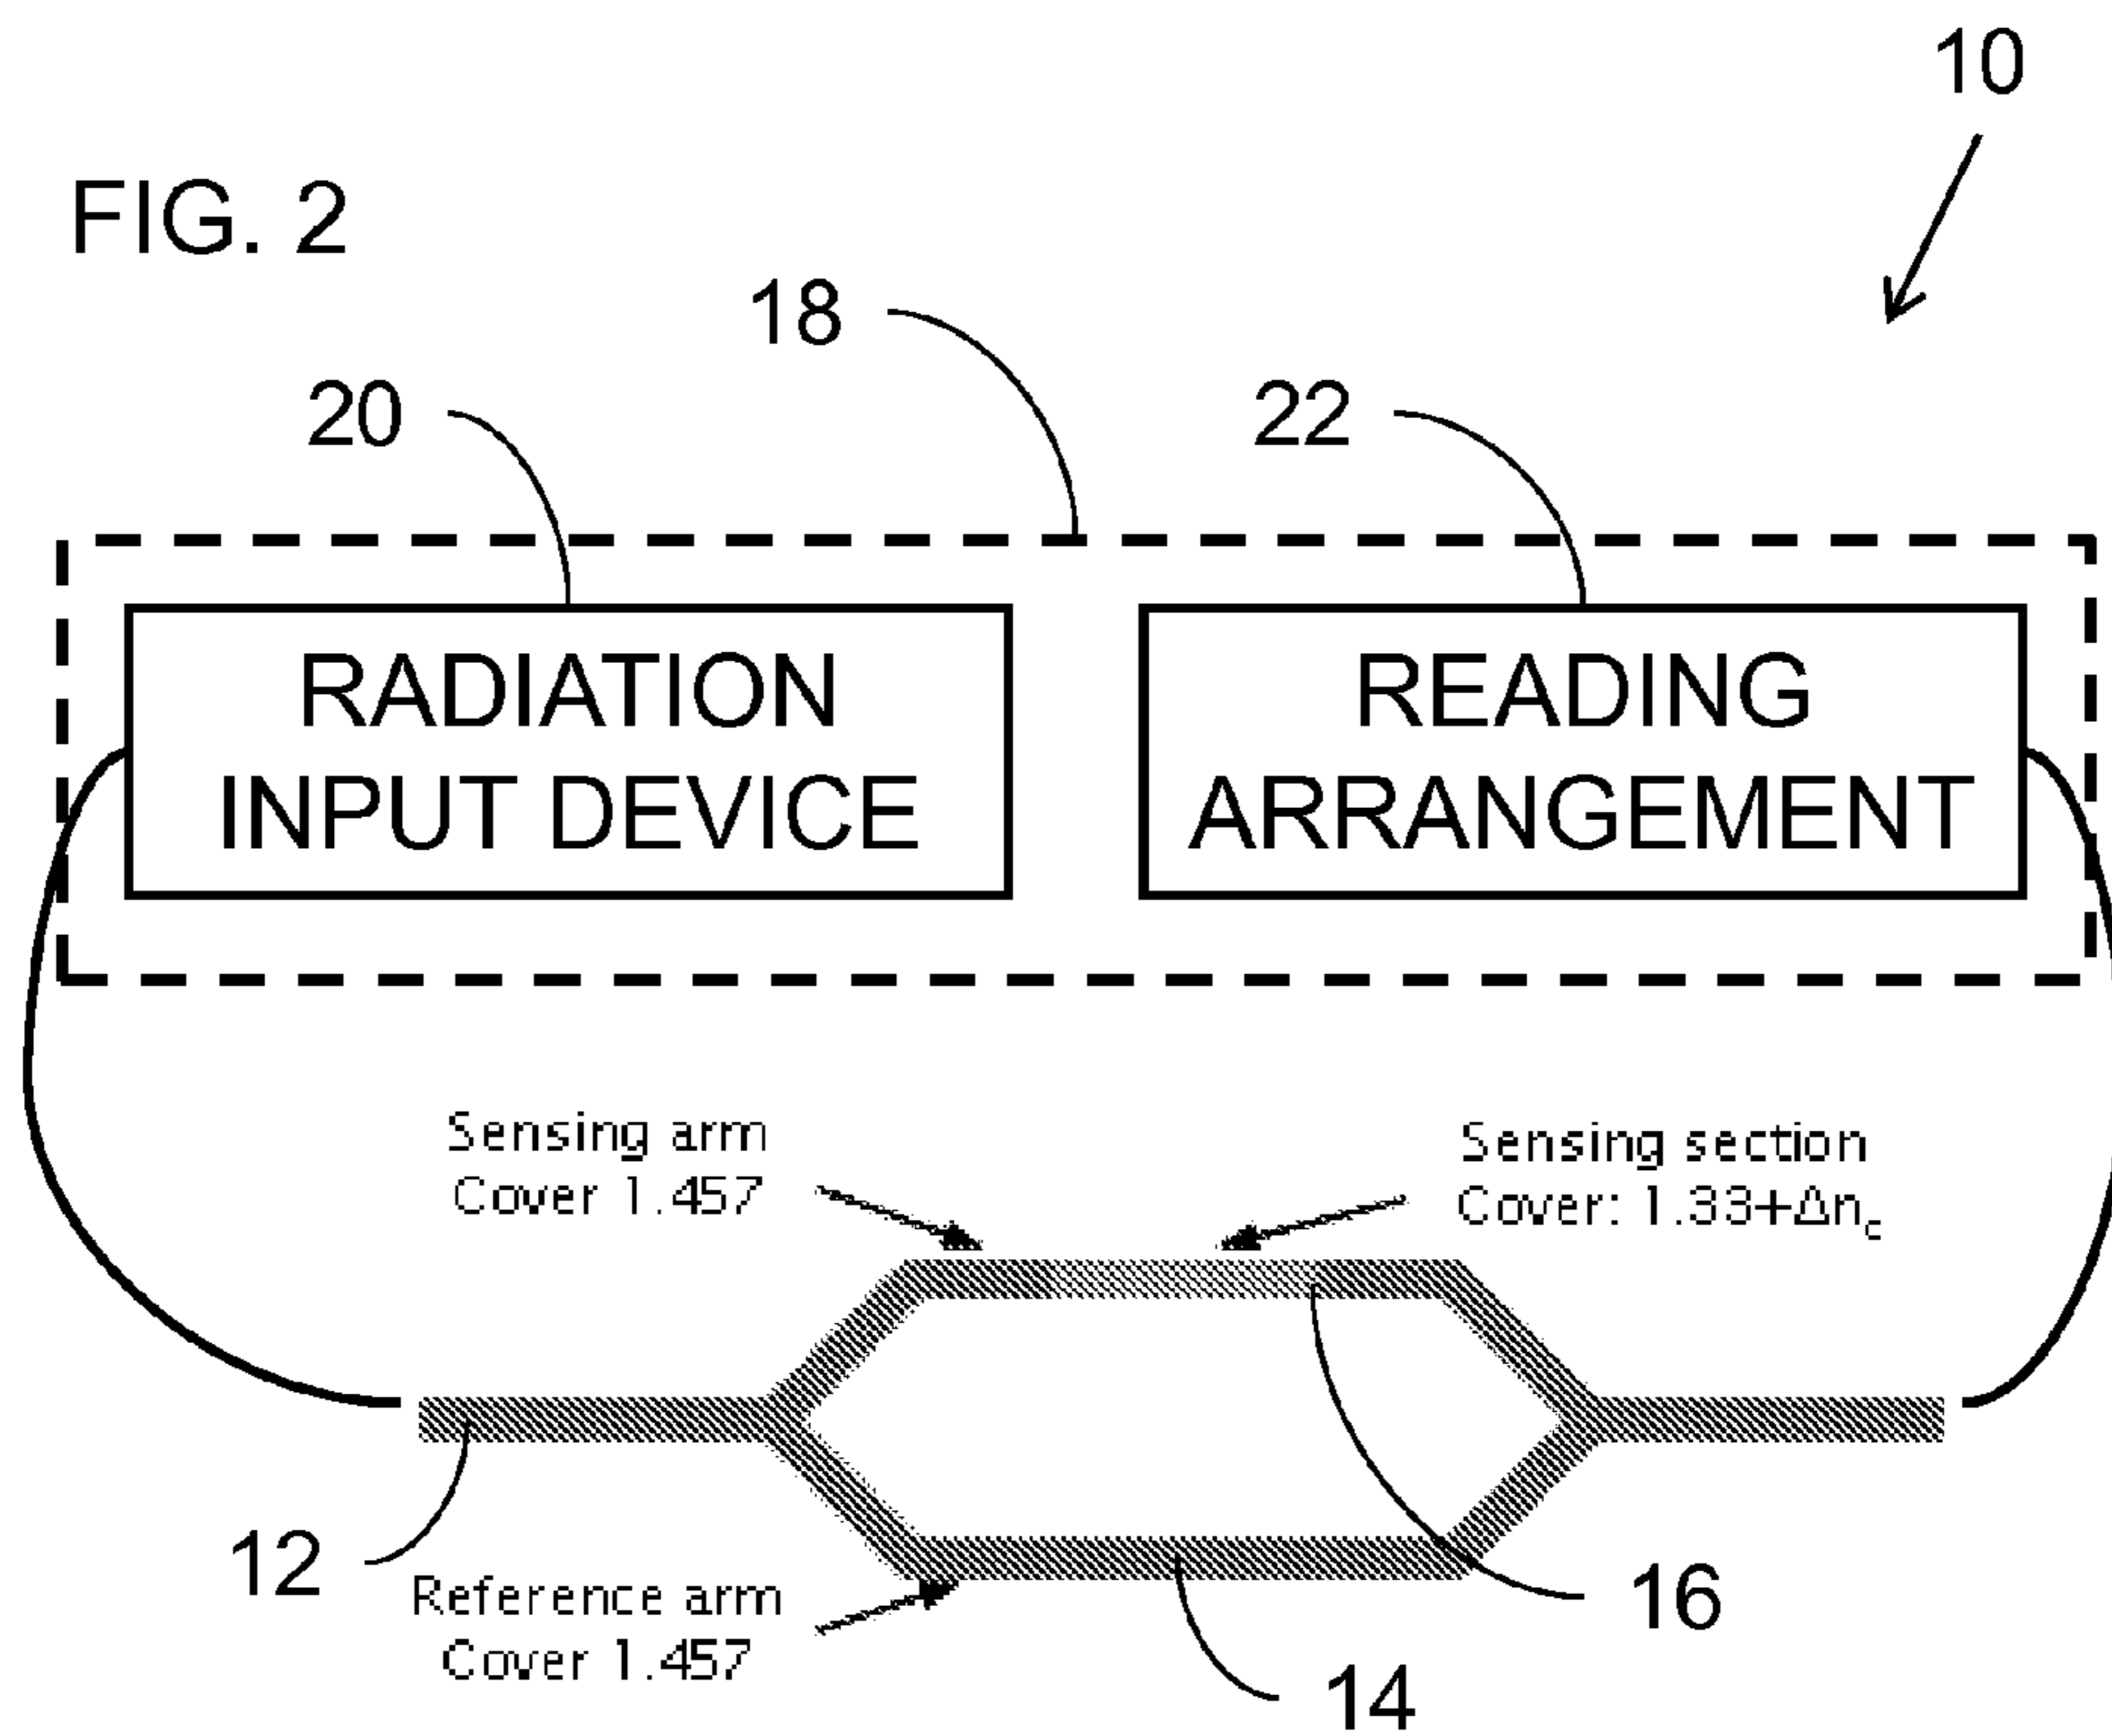 10
FIG. 2
18
20
22
RADIATION
INPUT DEVICE
READING
ARRANGEMENT
Sensing arm
Cover 1.457
Sensing section
Cover: 1.33+Δn꜀
12
Reference arm
Cover 1.457
16
14